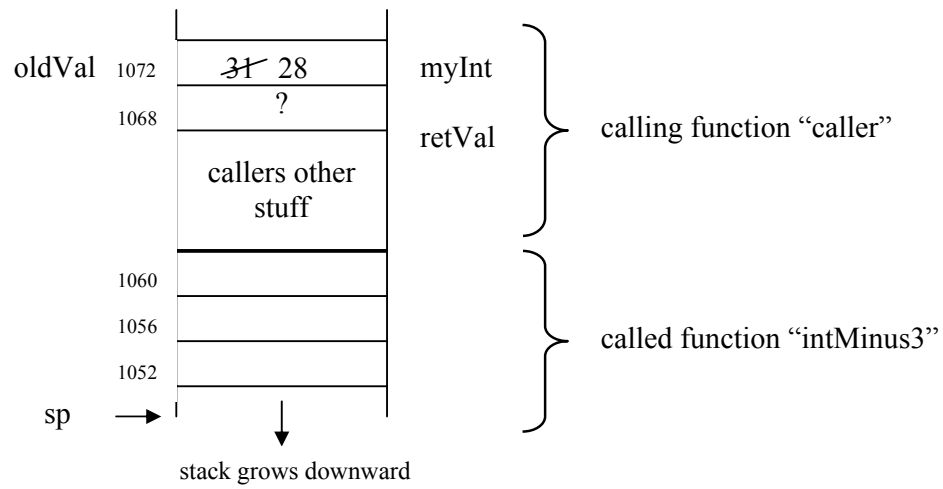 oldVal 1072 31 28 myInt
?
1068
retVal
calling function “caller”
callers other
stuff
1060
1056
called function “intMinus3”
1052
sp
stack grows downward